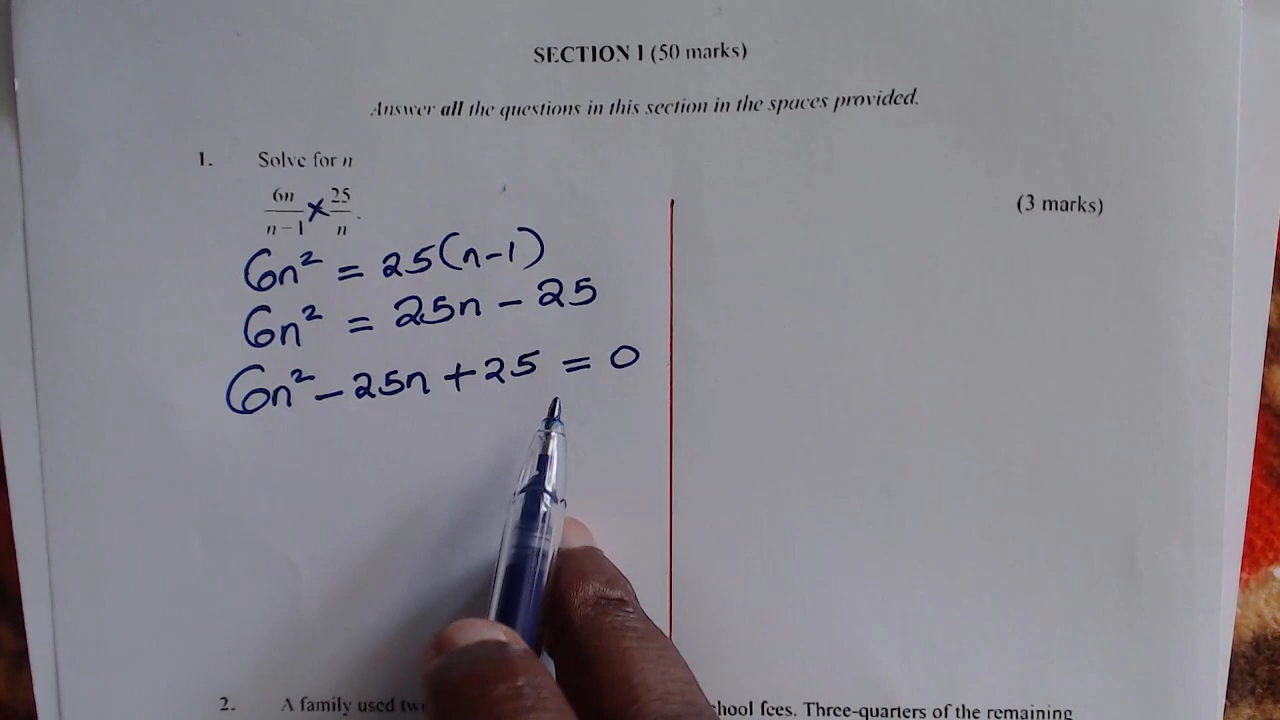 SECTION I (50 marks)
Answer all the questions in this section in the spaces provided.
1. Solve for n
6n/(n – 1) × 25/n .
(3 marks)
6n² = 25(n-1)
6n² = 25n - 25
6n² - 25n + 25 = 0
2. A family used hool fees. Three-quarters of the remaining